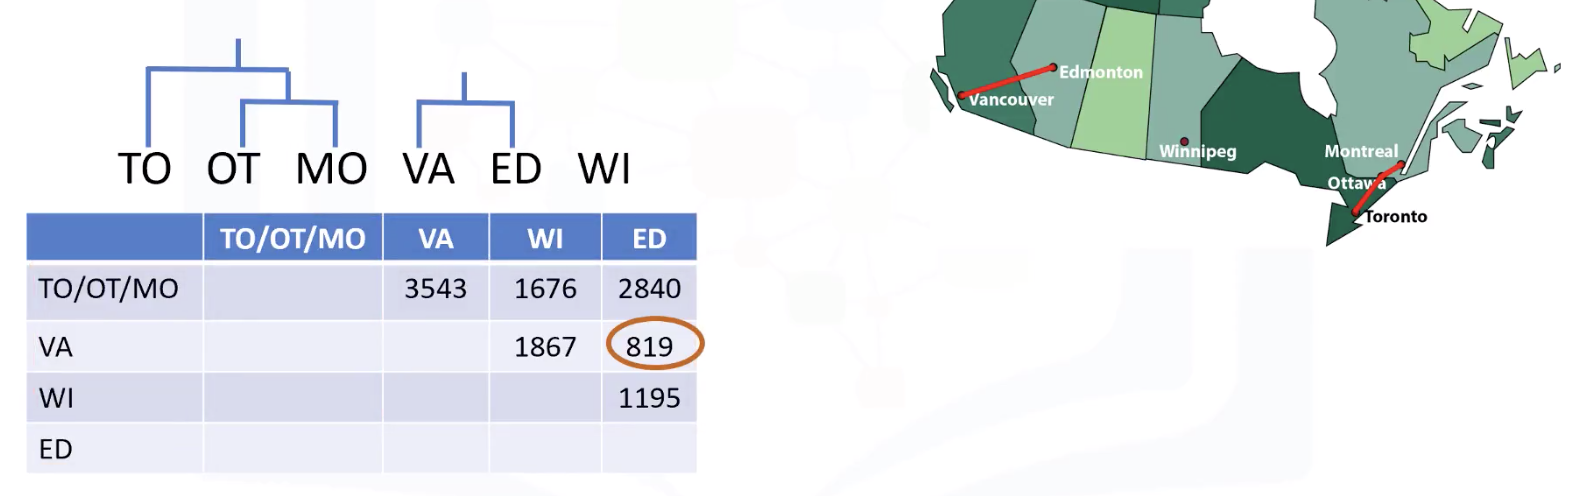 TO OT MO VA ED WI
TO/OT/MO VA WI ED
TO/OT/MO 3543 1676 2840
VA 1867 819
WI 1195
ED
Edmonton
Vancouver
Winnipeg
Montreal
Ottawa
Toronto